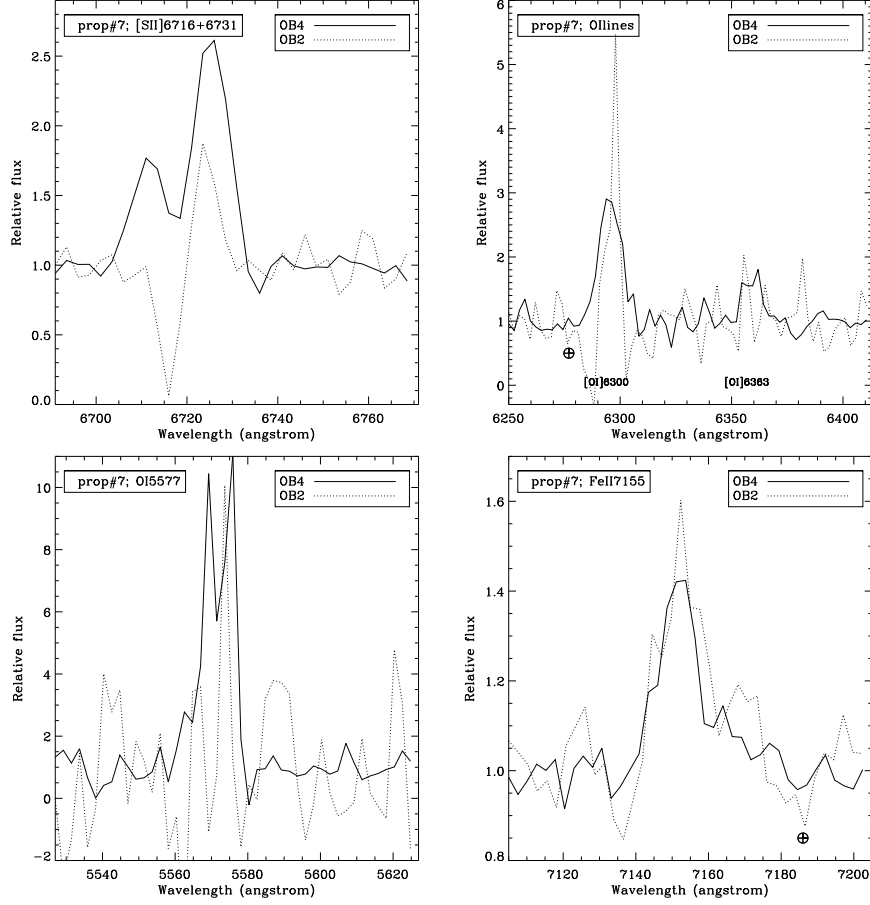 prop#7; [SII]6716+6731
OB4
OB2
2.5
2.0
1.5
1.0
0.5
0.0
Relative flux
6700 6720 6740 6760
Wavelength (angstrom)
prop#7; OIlines
OB4
OB2
6
5
4
3
2
1
0
Relative flux
[OI]6300 [OI]6363
6250 6300 6350 6400
Wavelength (angstrom)
prop#7; OI5577
OB4
OB2
10
8
6
4
2
0
-2
Relative flux
5540 5560 5580 5600 5620
Wavelength (angstrom)
prop#7; FeII7155
OB4
OB2
1.6
1.4
1.2
1.0
0.8
Relative flux
7120 7140 7160 7180 7200
Wavelength (angstrom)